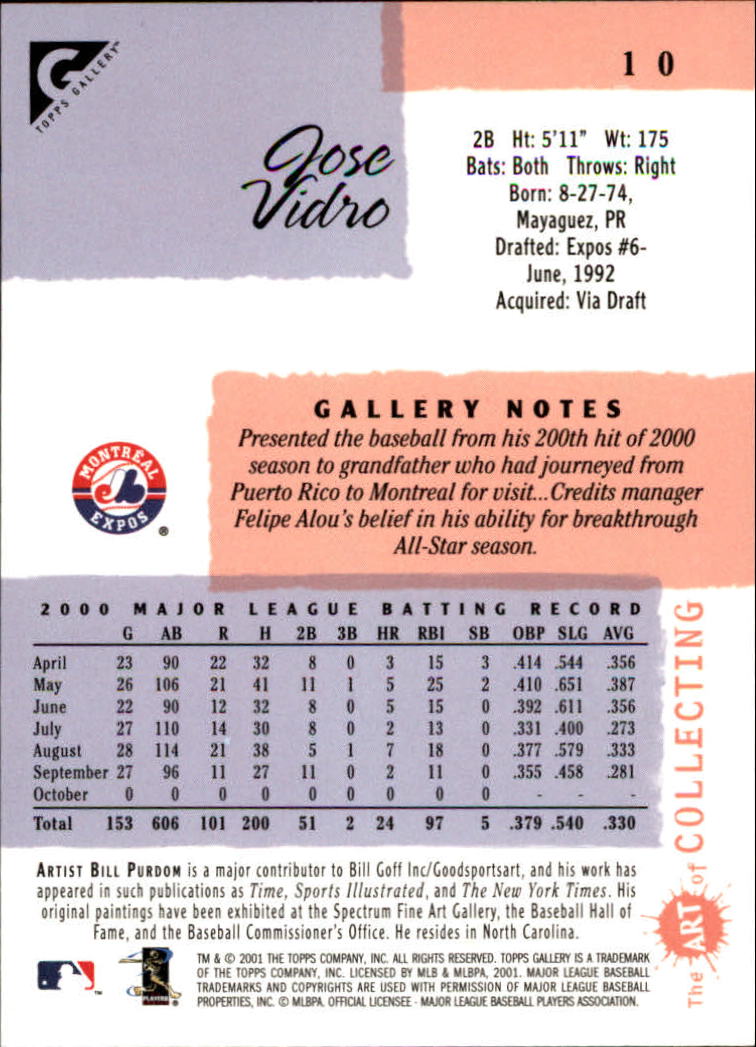 G
TOPPS GALLERY™
10
Jose
Vidro
2B Ht: 5'11" Wt: 175
Bats: Both Throws: Right
Born: 8-27-74,
Mayaguez, PR
Drafted: Expos #6-
June, 1992
Acquired: Via Draft
GALLERY NOTES
Presented the baseball from his 200th hit of 2000
season to grandfather who had journeyed from
Puerto Rico to Montreal for visit...Credits manager
Felipe Alou's belief in his ability for breakthrough
All-Star season.
MONTRÉAL
EXPOS
®
2000 MAJOR LEAGUE BATTING RECORD
G AB R H 2B 3B HR RBI SB OBP SLG AVG
April 23 90 22 32 8 0 3 15 3 .414 .544 .356
May 26 106 21 41 11 1 5 25 2 .410 .651 .387
June 22 90 12 32 8 0 5 15 0 .392 .611 .356
July 27 110 14 30 8 0 2 13 0 .331 .400 .273
August 28 114 21 38 5 1 7 18 0 .377 .579 .333
September 27 96 11 27 11 0 2 11 0 .355 .458 .281
October 0 0 0 0 0 0 0 0 0 - - -
Total 153 606 101 200 51 2 24 97 5 .379 .540 .330
The ART of COLLECTING
ARTIST BILL PURDOM is a major contributor to Bill Goff Inc/Goodsportsart, and his work has
appeared in such publications as Time, Sports Illustrated, and The New York Times. His
original paintings have been exhibited at the Spectrum Fine Art Gallery, the Baseball Hall of
Fame, and the Baseball Commissioner's Office. He resides in North Carolina.
PLAYERS
TM & © 2001 THE TOPPS COMPANY, INC. ALL RIGHTS RESERVED. TOPPS GALLERY IS A TRADEMARK
OF THE TOPPS COMPANY, INC. LICENSED BY MLB & MLBPA, 2001. MAJOR LEAGUE BASEBALL
TRADEMARKS AND COPYRIGHTS ARE USED WITH PERMISSION OF MAJOR LEAGUE BASEBALL
PROPERTIES, INC. © MLBPA. OFFICIAL LICENSEE - MAJOR LEAGUE BASEBALL PLAYERS ASSOCIATION.